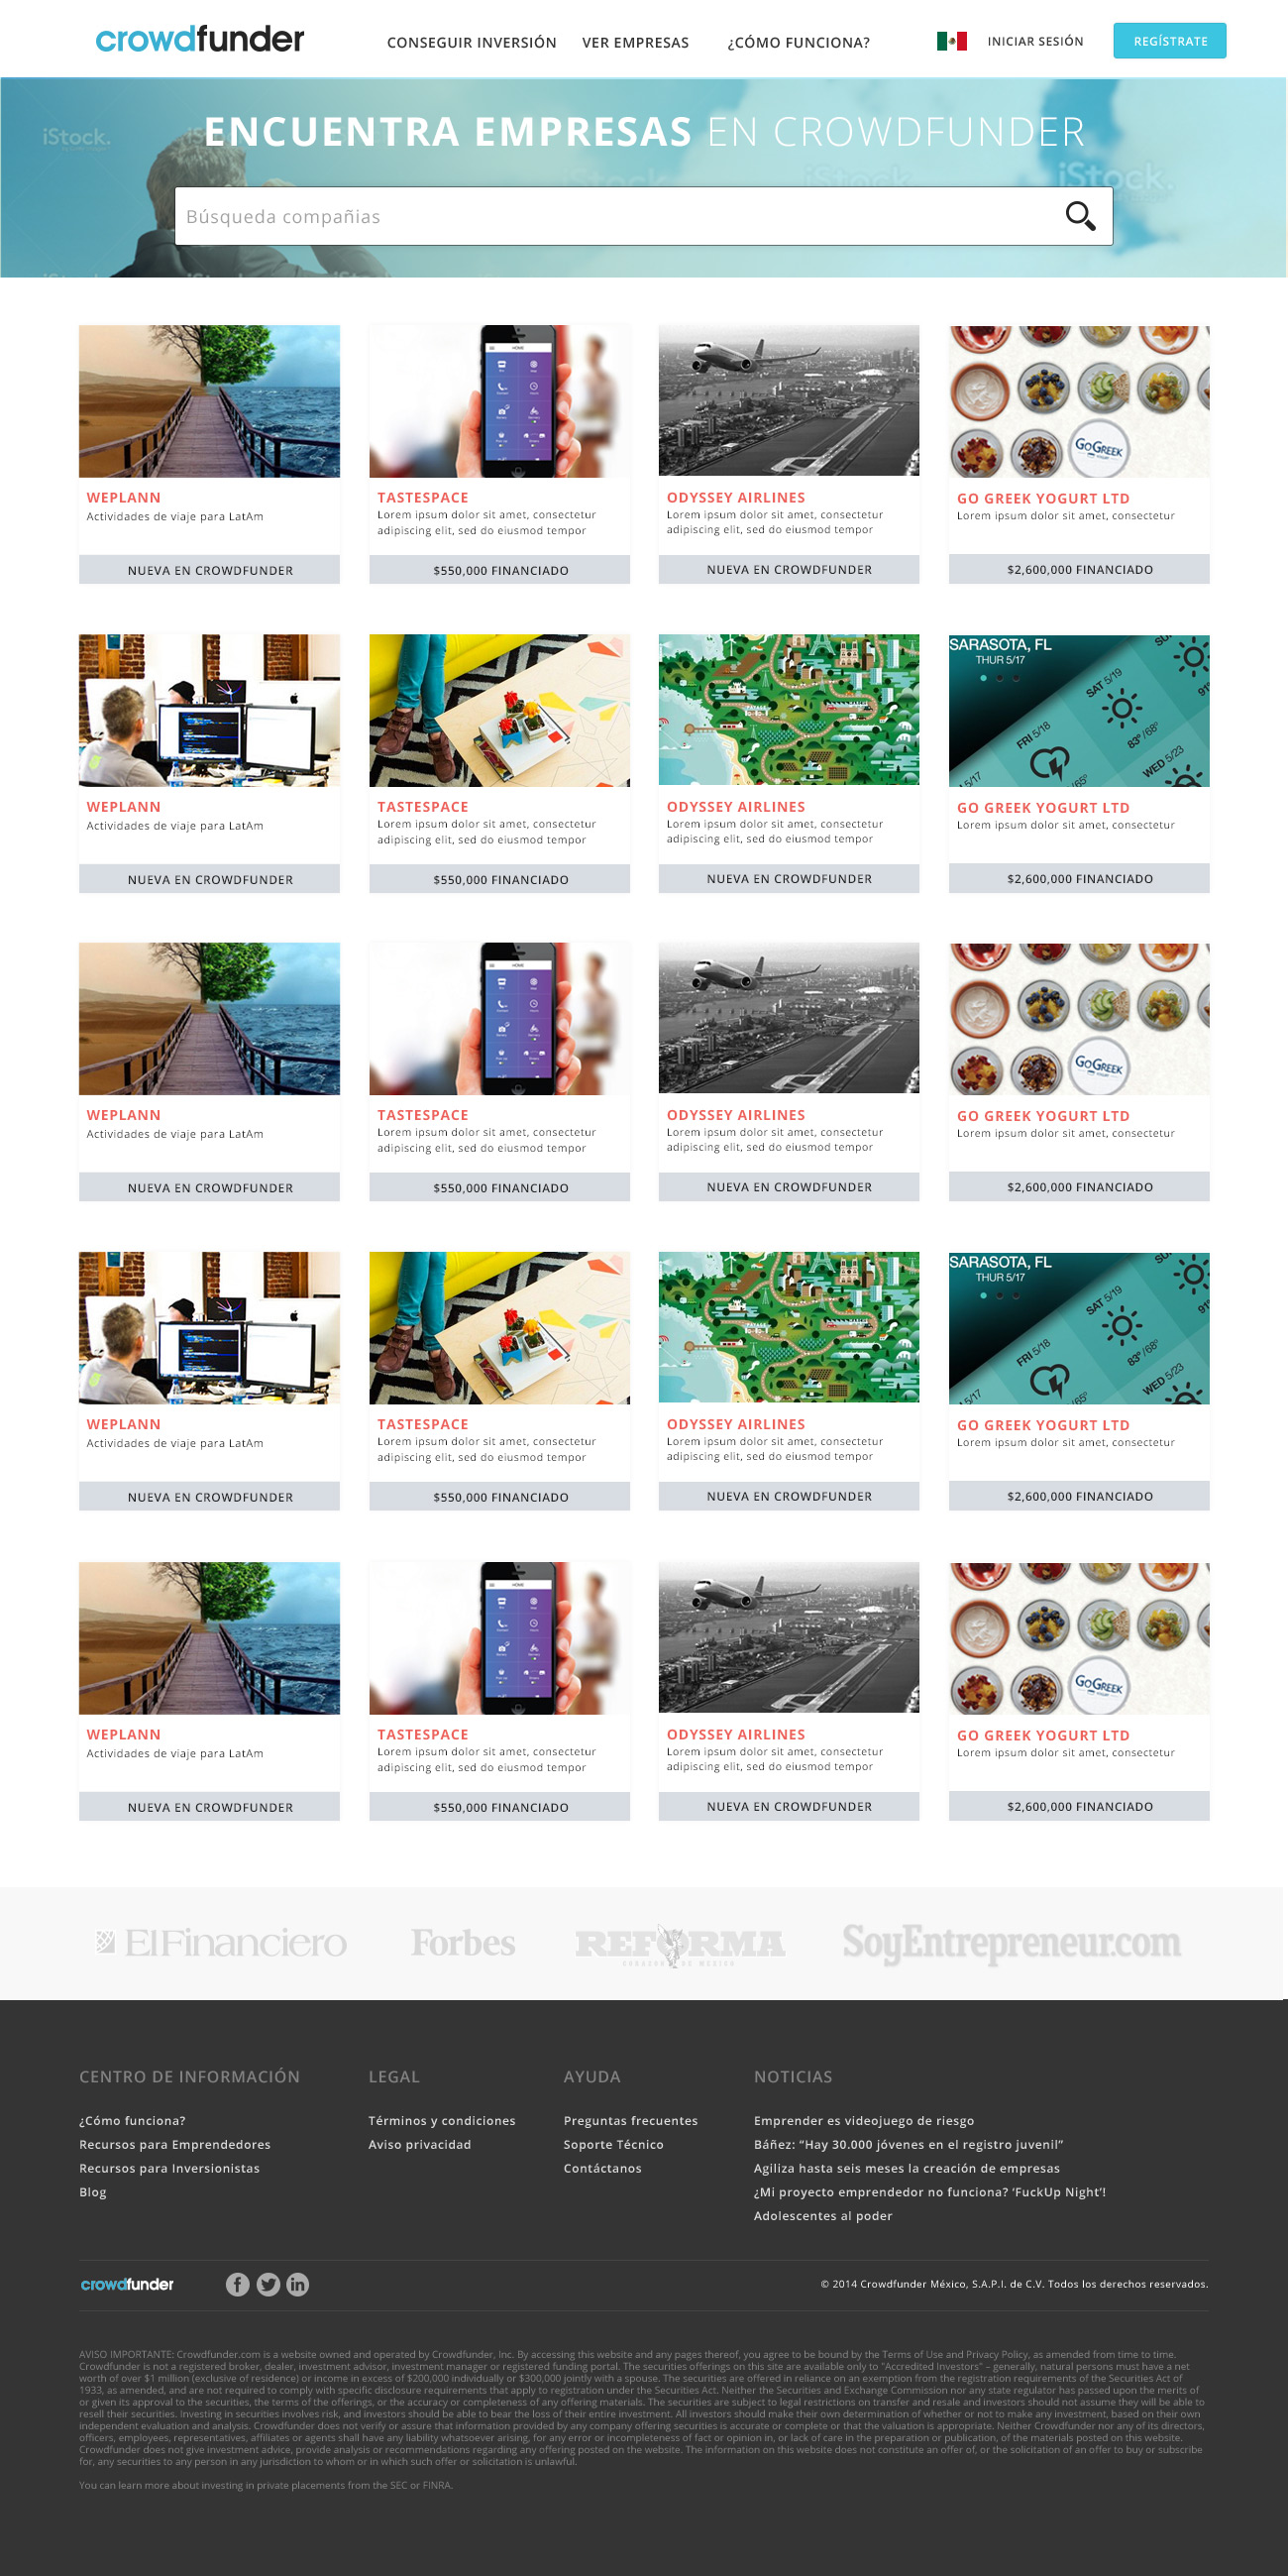 crowdfunder
CONSEGUIR INVERSIÓN VER EMPRESAS ¿CÓMO FUNCIONA? INICIAR SESIÓN REGÍSTRATE
iStock.
ENCUENTRA EMPRESAS EN CROWDFUNDER
iStock.
Búsqueda compañias
HOME
GO GREEK
WEPLANN
Actividades de viaje para LatAm
NUEVA EN CROWDFUNDER
TASTESPACE
Lorem ipsum dolor sit amet, consectetur
adipiscing elit, sed do eiusmod tempor
$550,000 FINANCIADO
ODYSSEY AIRLINES
Lorem ipsum dolor sit amet, consectetur
adipiscing elit, sed do eiusmod tempor
NUEVA EN CROWDFUNDER
GO GREEK YOGURT LTD
Lorem ipsum dolor sit amet, consectetur
$2,600,000 FINANCIADO
SARASOTA, FL
THUR 5/17
FRI 5/18
SAT 5/19
83°/68°
WED 5/23
WEPLANN
Actividades de viaje para LatAm
NUEVA EN CROWDFUNDER
TASTESPACE
Lorem ipsum dolor sit amet, consectetur
adipiscing elit, sed do eiusmod tempor
$550,000 FINANCIADO
ODYSSEY AIRLINES
Lorem ipsum dolor sit amet, consectetur
adipiscing elit, sed do eiusmod tempor
NUEVA EN CROWDFUNDER
GO GREEK YOGURT LTD
Lorem ipsum dolor sit amet, consectetur
$2,600,000 FINANCIADO
HOME
GO GREEK
WEPLANN
Actividades de viaje para LatAm
NUEVA EN CROWDFUNDER
TASTESPACE
Lorem ipsum dolor sit amet, consectetur
adipiscing elit, sed do eiusmod tempor
$550,000 FINANCIADO
ODYSSEY AIRLINES
Lorem ipsum dolor sit amet, consectetur
adipiscing elit, sed do eiusmod tempor
NUEVA EN CROWDFUNDER
GO GREEK YOGURT LTD
Lorem ipsum dolor sit amet, consectetur
$2,600,000 FINANCIADO
SARASOTA, FL
THUR 5/17
FRI 5/18
SAT 5/19
83°/68°
WED 5/23
WEPLANN
Actividades de viaje para LatAm
NUEVA EN CROWDFUNDER
TASTESPACE
Lorem ipsum dolor sit amet, consectetur
adipiscing elit, sed do eiusmod tempor
$550,000 FINANCIADO
ODYSSEY AIRLINES
Lorem ipsum dolor sit amet, consectetur
adipiscing elit, sed do eiusmod tempor
NUEVA EN CROWDFUNDER
GO GREEK YOGURT LTD
Lorem ipsum dolor sit amet, consectetur
$2,600,000 FINANCIADO
HOME
GO GREEK
WEPLANN
Actividades de viaje para LatAm
NUEVA EN CROWDFUNDER
TASTESPACE
Lorem ipsum dolor sit amet, consectetur
adipiscing elit, sed do eiusmod tempor
$550,000 FINANCIADO
ODYSSEY AIRLINES
Lorem ipsum dolor sit amet, consectetur
adipiscing elit, sed do eiusmod tempor
NUEVA EN CROWDFUNDER
GO GREEK YOGURT LTD
Lorem ipsum dolor sit amet, consectetur
$2,600,000 FINANCIADO
El Financiero
Forbes
REFORMA
CORAZON DE MEXICO
SoyEntrepreneur.com
CENTRO DE INFORMACIÓN
¿Cómo funciona?
Recursos para Emprendedores
Recursos para Inversionistas
Blog
LEGAL
Términos y condiciones
Aviso privacidad
AYUDA
Preguntas frecuentes
Soporte Técnico
Contáctanos
NOTICIAS
Emprender es videojuego de riesgo
Báñez: “Hay 30.000 jóvenes en el registro juvenil”
Agiliza hasta seis meses la creación de empresas
¿Mi proyecto emprendedor no funciona? ‘FuckUp Night’!
Adolescentes al poder
crowdfunder
© 2014 Crowdfunder México, S.A.P.I. de C.V. Todos los derechos reservados.
AVISO IMPORTANTE: Crowdfunder.com is a website owned and operated by Crowdfunder, Inc. By accessing this website and any pages thereof, you agree to be bound by the Terms of Use and Privacy Policy, as amended from time to time.
Crowdfunder is not a registered broker, dealer, investment advisor, investment manager or registered funding portal. The securities offerings on this site are available only to "Accredited Investors" – generally, natural persons must have a net
worth of over $1 million (exclusive of residence) or income in excess of $200,000 individually or $300,000 jointly with a spouse. The securities are offered in reliance on an exemption from the registration requirements of the Securities Act of
1933, as amended, and are not required to comply with specific disclosure requirements that apply to registration under the Securities Act. Neither the Securities and Exchange Commission nor any state regulator has passed upon the merits of
or given its approval to the securities, the terms of the offerings, or the accuracy or completeness of any offering materials. The securities are subject to legal restrictions on transfer and resale and investors should not assume they will be able to
resell their securities. Investing in securities involves risk, and investors should be able to bear the loss of their entire investment. All investors should make their own determination of whether or not to make any investment, based on their own
independent evaluation and analysis. Crowdfunder does not verify or assure that information provided by any company offering securities is accurate or complete or that the valuation is appropriate. Neither Crowdfunder nor any of its directors,
officers, employees, representatives, affiliates or agents shall have any liability whatsoever arising, for any error or incompleteness of fact or opinion in, or lack of care in the preparation or publication, of the materials posted on this website.
Crowdfunder does not give investment advice, provide analysis or recommendations regarding any offering posted on the website. The information on this website does not constitute an offer of, or the solicitation of an offer to buy or subscribe
for, any securities to any person in any jurisdiction to whom or in which such offer or solicitation is unlawful.
You can learn more about investing in private placements from the SEC or FINRA.